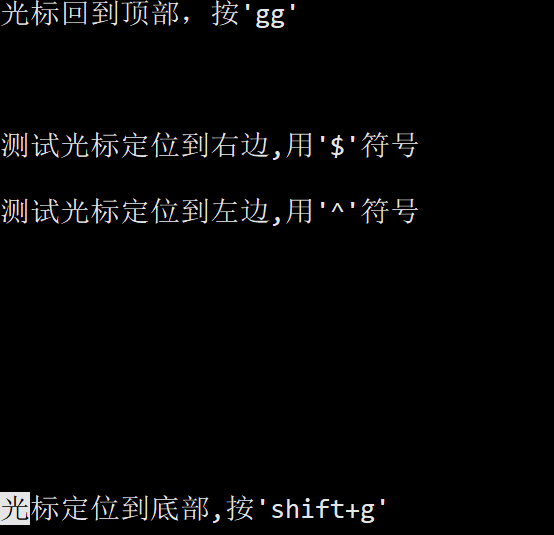 光标回到顶部，按'gg'
测试光标定位到右边,用'$'符号
测试光标定位到左边,用'^'符号
光标定位到底部,按'shift+g'